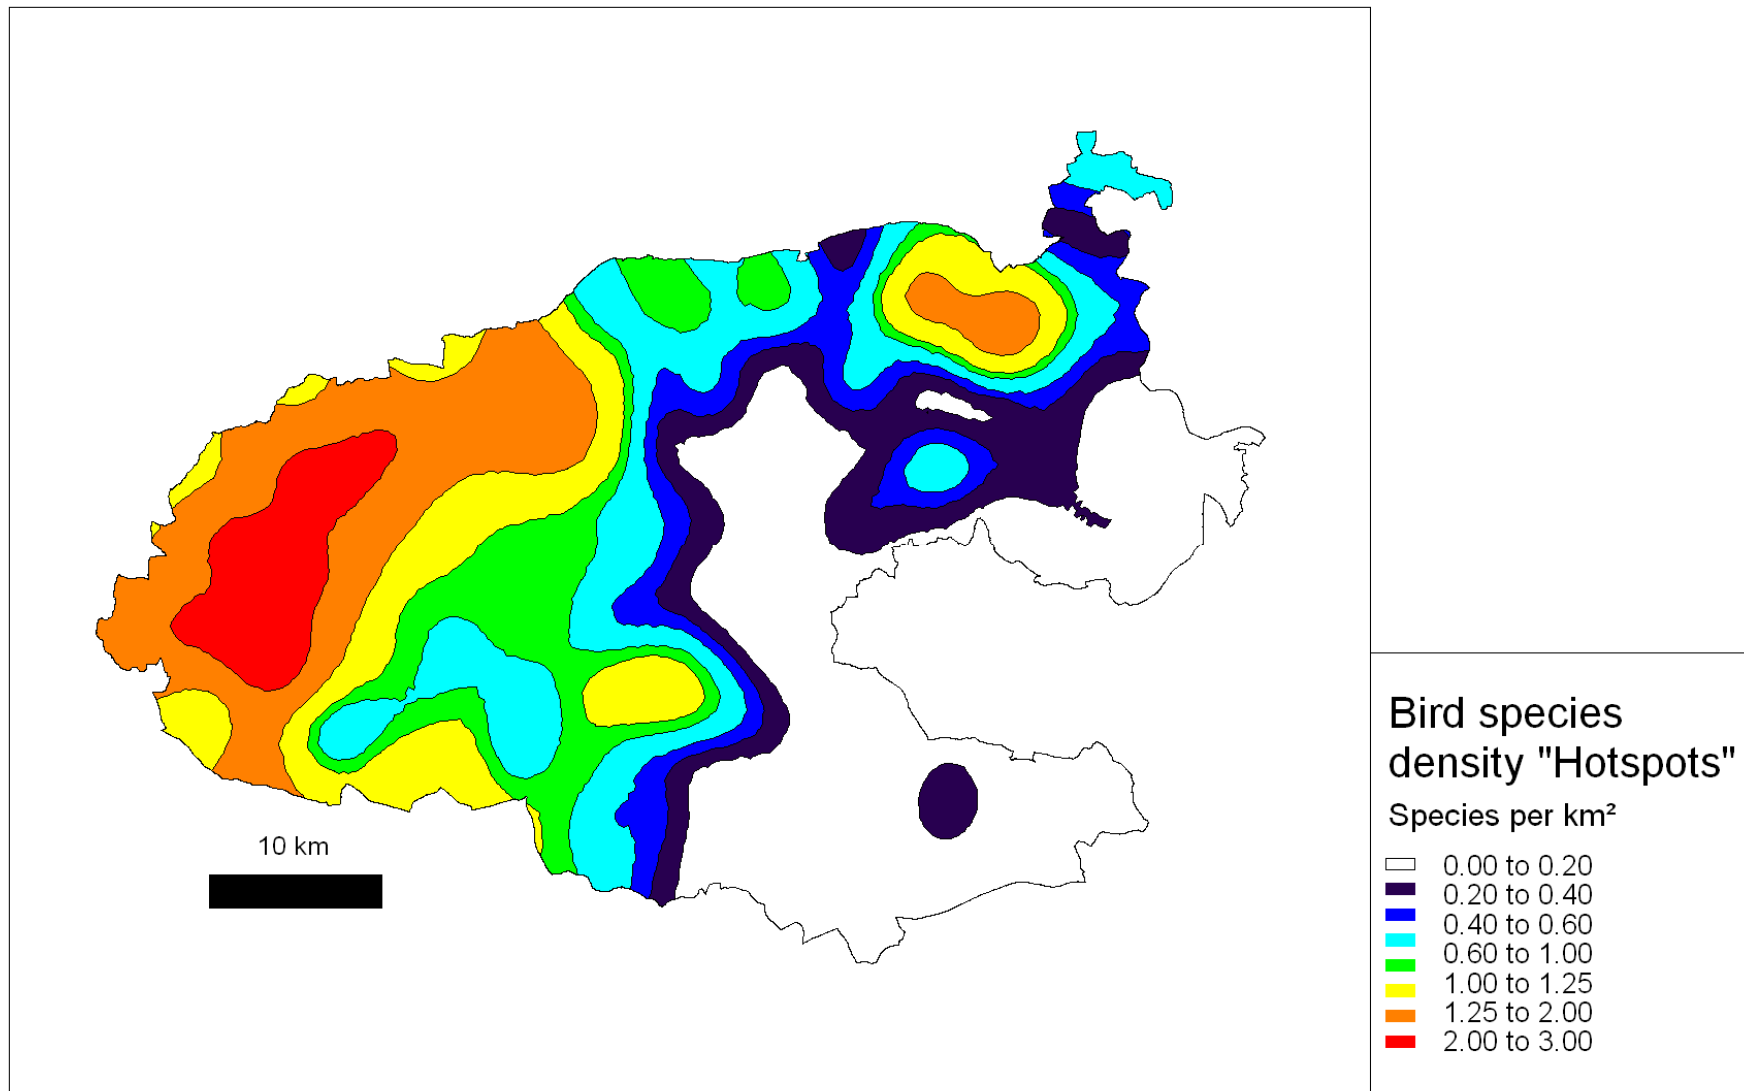 10 km
Bird species
density "Hotspots"
Species per km²
0.00 to 0.20
0.20 to 0.40
0.40 to 0.60
0.60 to 1.00
1.00 to 1.25
1.25 to 2.00
2.00 to 3.00